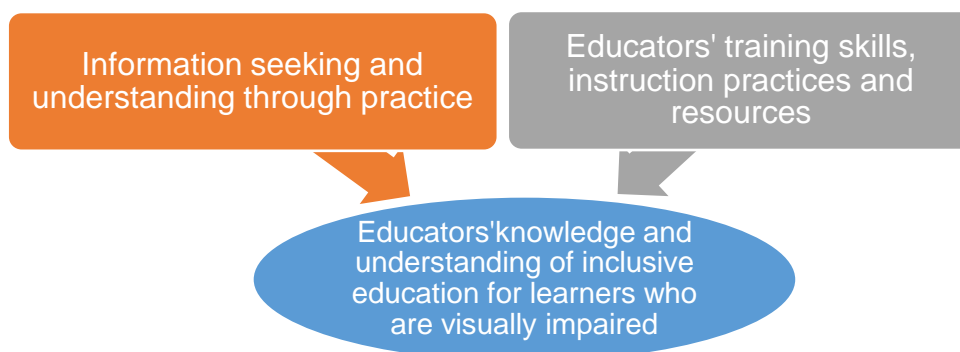 Information seeking and
understanding through practice
Educators' training skills,
instruction practices and
resources
Educators'knowledge and
understanding of inclusive
education for learners who
are visually impaired